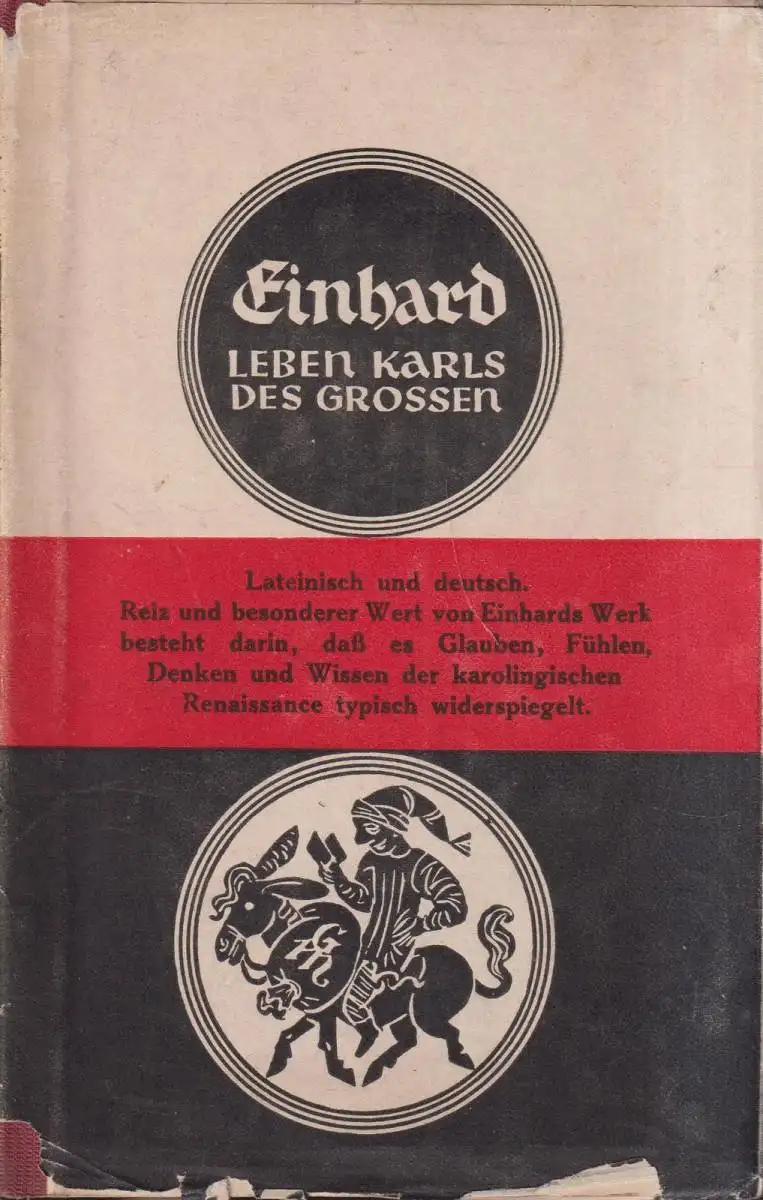 Einhard
LEBEN KARLS
DES GROSSEN
Lateinisch und deutsch.
Reiz und besonderer Wert von Einhards Werk
besteht darin, daß es Glauben, Fühlen,
Denken und Wissen der karolingischen
Renaissance typisch widerspiegelt.
GM